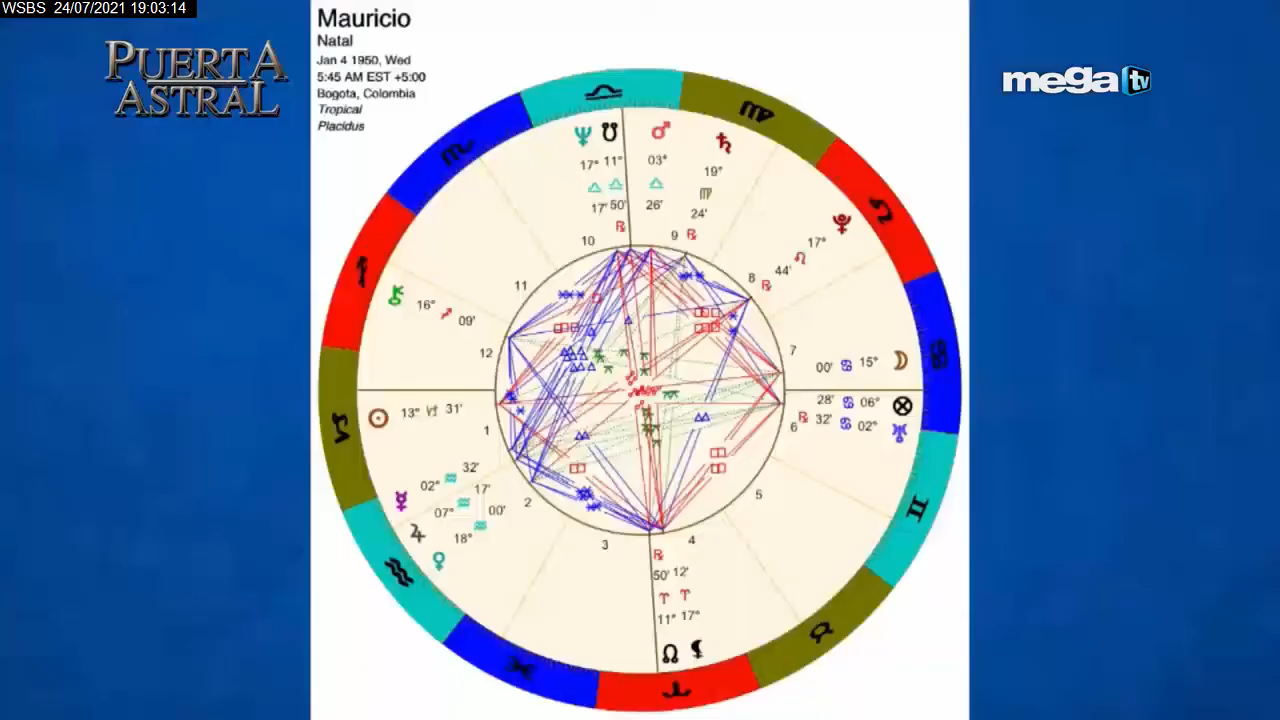 WSBS 24/07/2021 19:03:14
PUERTA
ASTRAL
Mauricio
Natal
Jan 4 1950, Wed
5:45 AM EST +5:00
Bogota, Colombia
Tropical
Placidus
mega tv
17° 11° 03° 19°
17' 50' 26' 24'
10 9
17°
44'
8
11
16° 09'
12
7
00' 15°
13° 31'
28' 06°
6 32' 02°
1
32'
02° 17'
07° 00'
18°
2
5
3 4
50' 12'
11° 17°